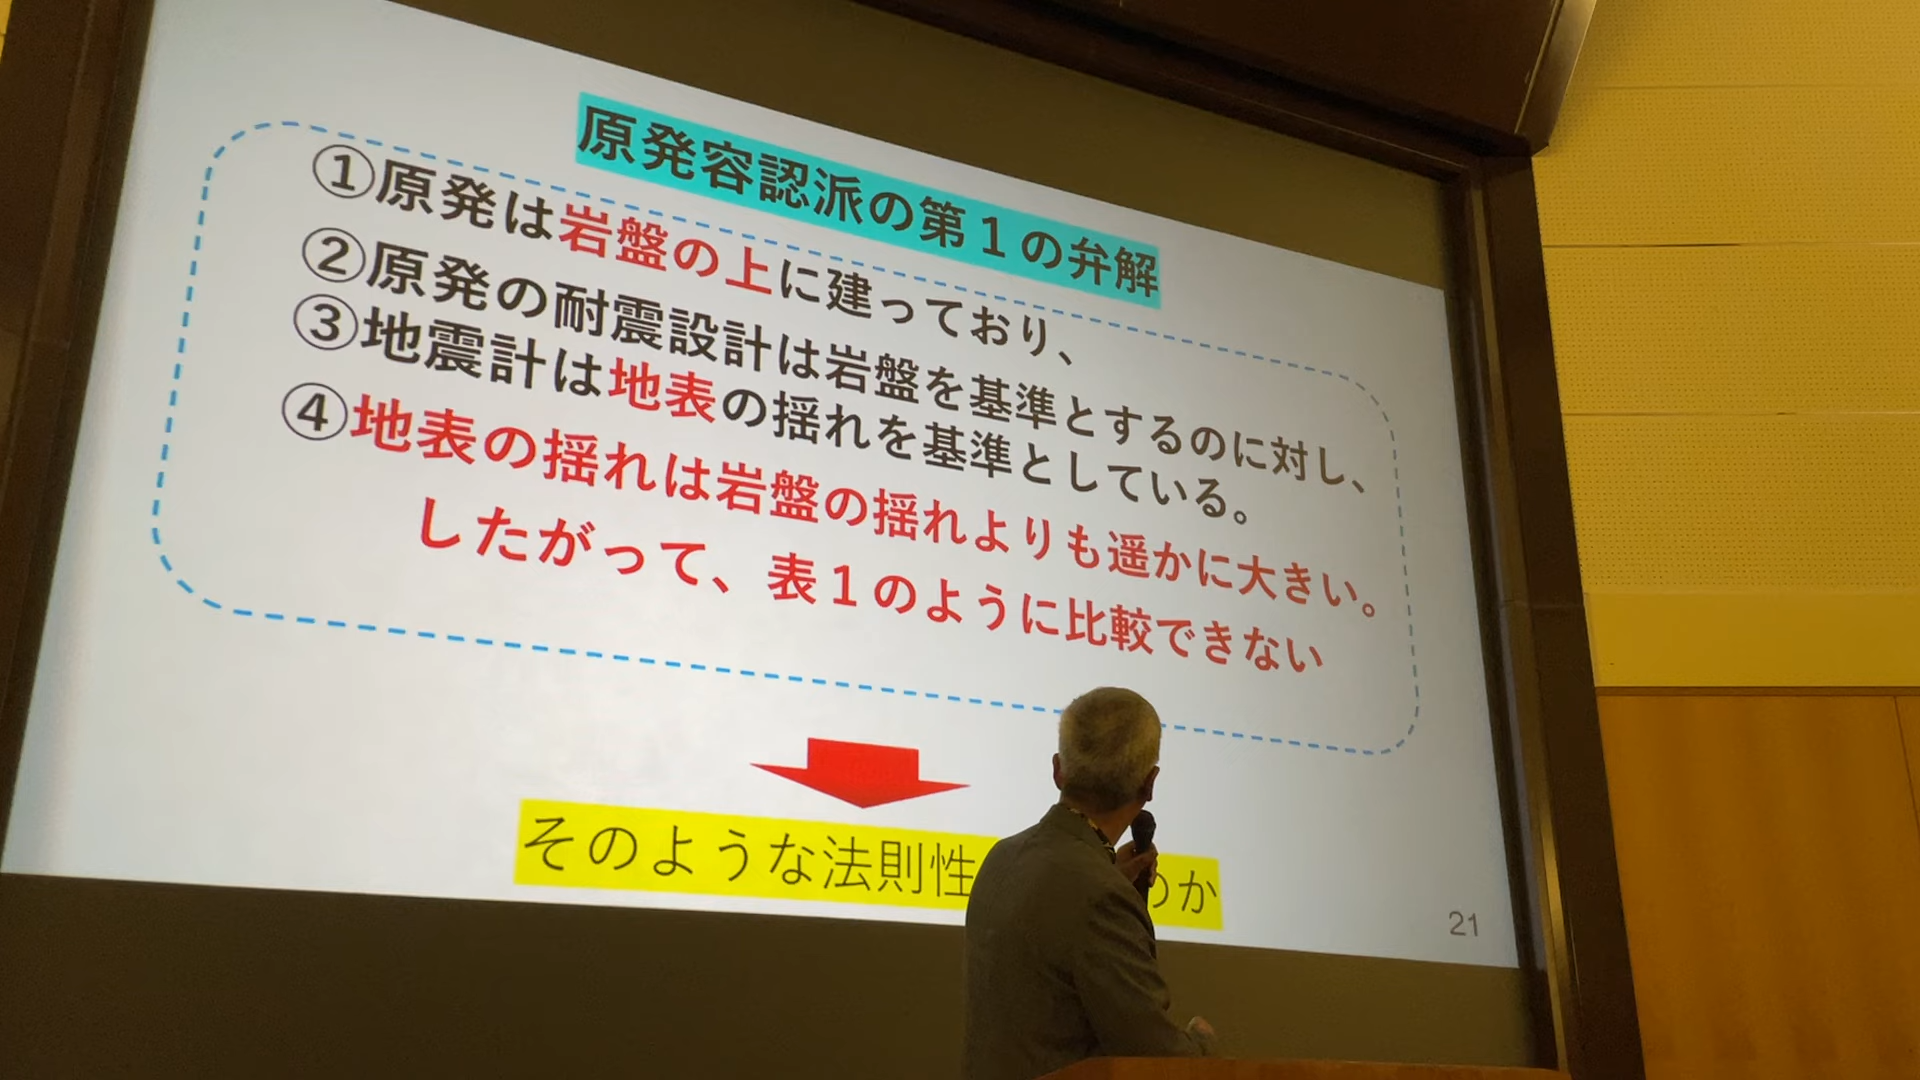 原発容認派の第1の弁解
①原発は岩盤の上に建っており、
②原発の耐震設計は岩盤を基準とするのに対し、
③地震計は地表の揺れを基準としている。
④地表の揺れは岩盤の揺れよりも遥かに大きい。
したがって、表1のように比較できない
そのような法則性 のか
21